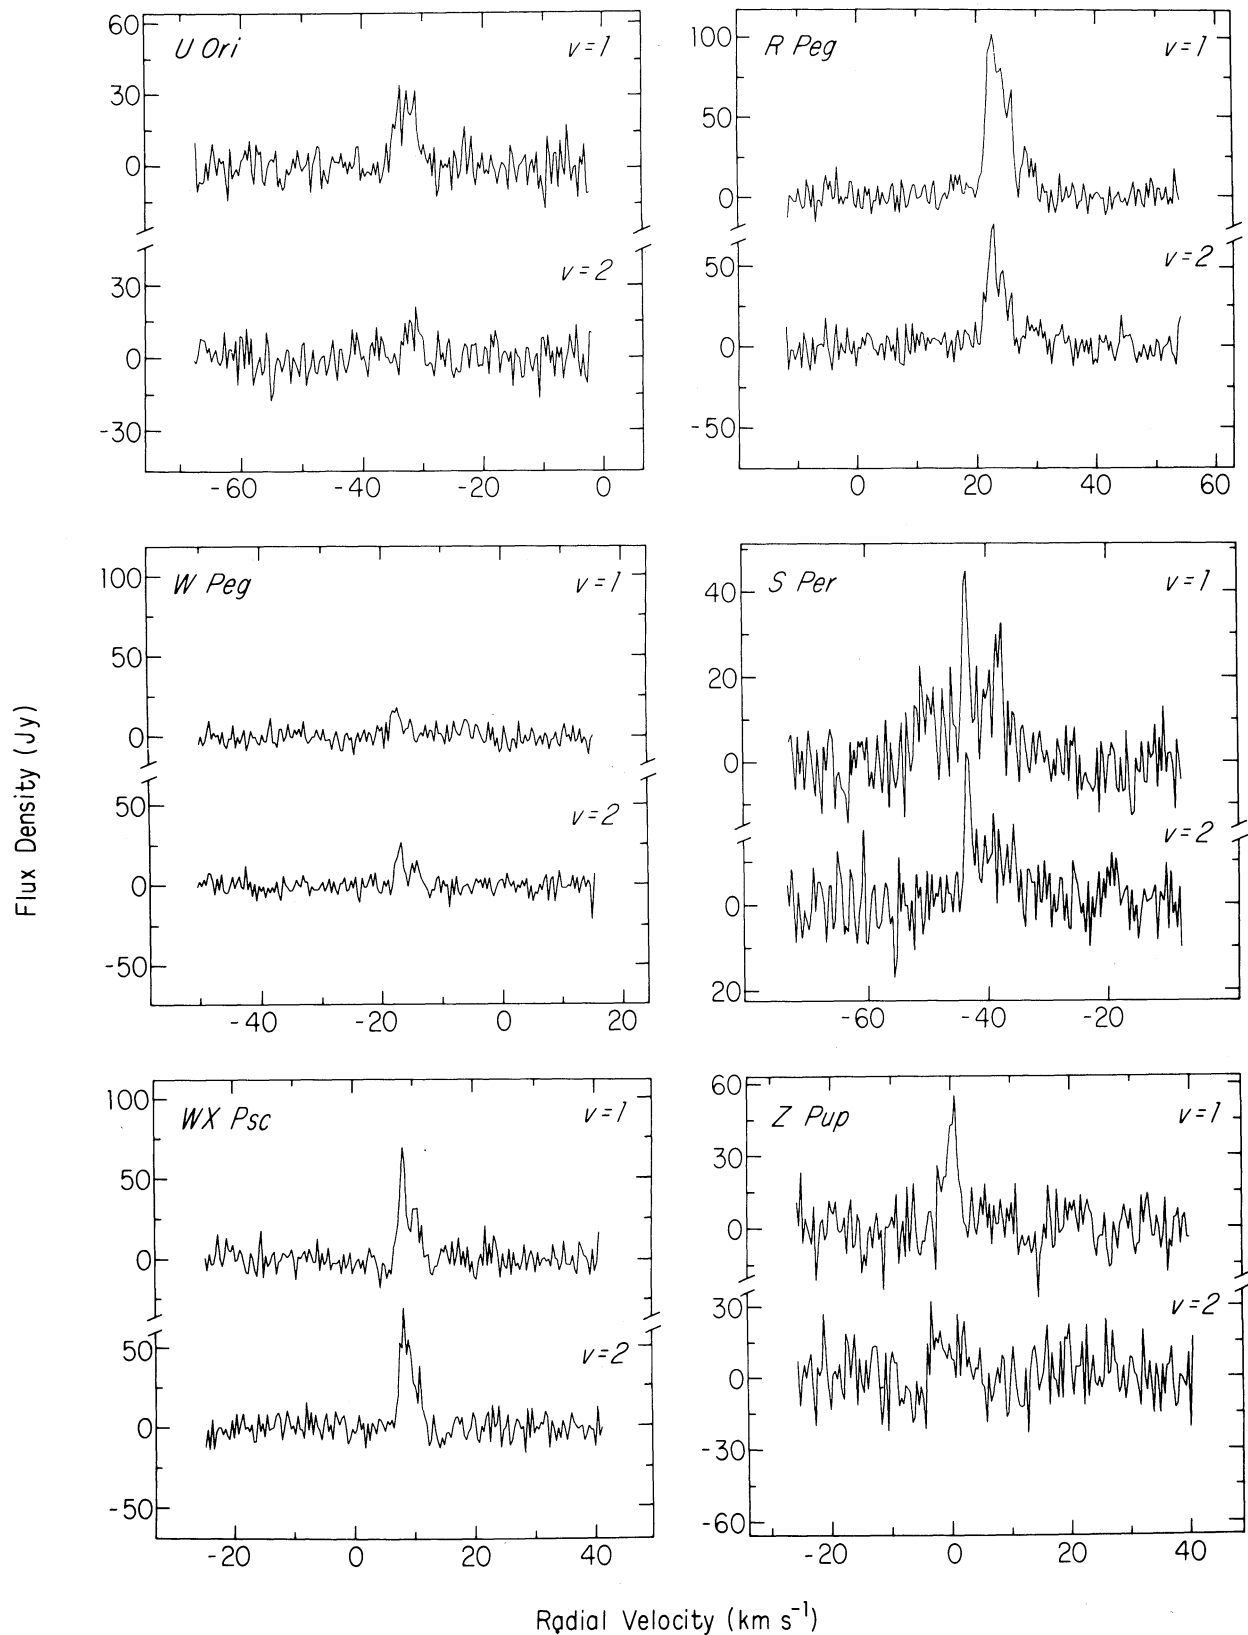 U Ori
v=1
60
30
0
v=2
30
0
-30
-60 -40 -20 0
R Peg
v=1
100
50
0
v=2
50
0
-50
0 20 40 60
W Peg
v=1
100
50
0
v=2
50
0
-50
-40 -20 0 20
S Per
v=1
40
20
0
v=2
0
20
-60 -40 -20
WX Psc
v=1
100
50
0
v=2
50
0
-50
-20 0 20 40
Z Pup
v=1
60
30
0
v=2
30
0
-30
-60
-20 0 20 40
Flux Density (Jy)
Radial Velocity (km s⁻¹)